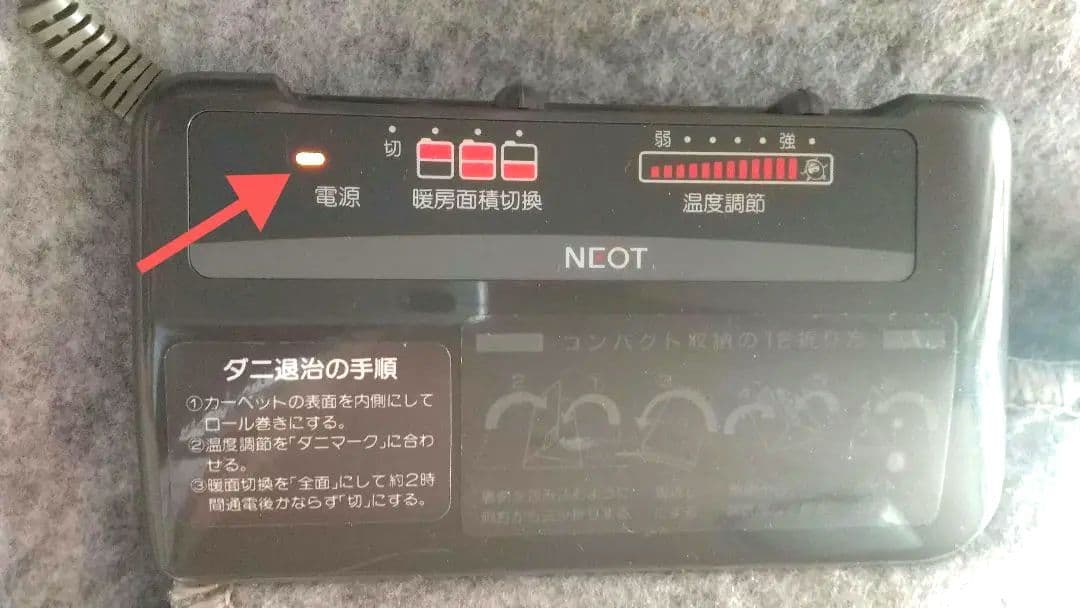 切
弱 強
電源
暖房面積切換
温度調節
NEOT
ダニ退治の手順
①カーペットの表面を内側にして
ロール巻きにする。
②温度調節を「ダニマーク」に合わ
せる。
③暖面切換を「全面」にして約2時
間通電後かならず「切」にする。
コンパクト収納の
2 1 3